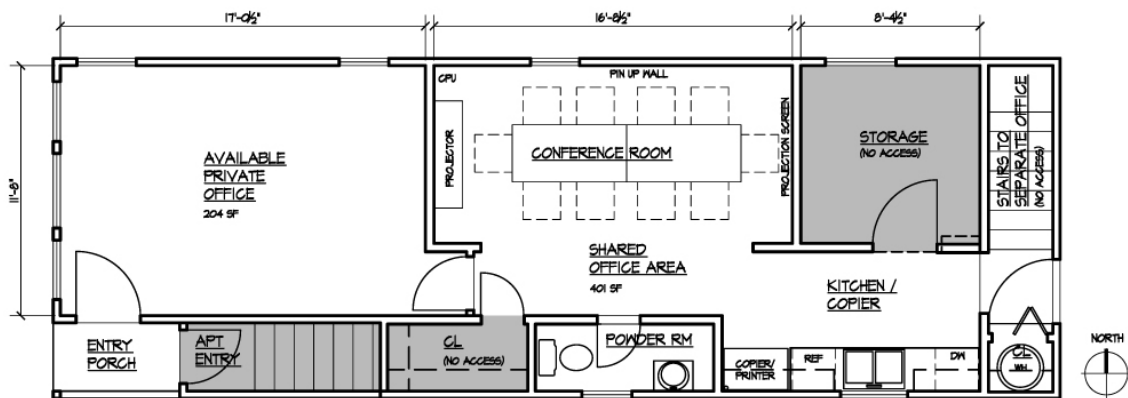 17'-0½"
16'-8½"
8'-4½"
11'-8"
CPU
PIN UP WALL
PROJECTOR
CONFERENCE ROOM
PROJECTION SCREEN
STORAGE
(NO ACCESS)
STAIRS TO
SEPARATE OFFICE
(NO ACCESS)
AVAILABLE
PRIVATE
OFFICE
204 SF
SHARED
OFFICE AREA
401 SF
KITCHEN /
COPIER
ENTRY
PORCH
APT
ENTRY
CL
(NO ACCESS)
POWDER RM
COPIER/
PRINTER
REF
DW
CL
WH
NORTH